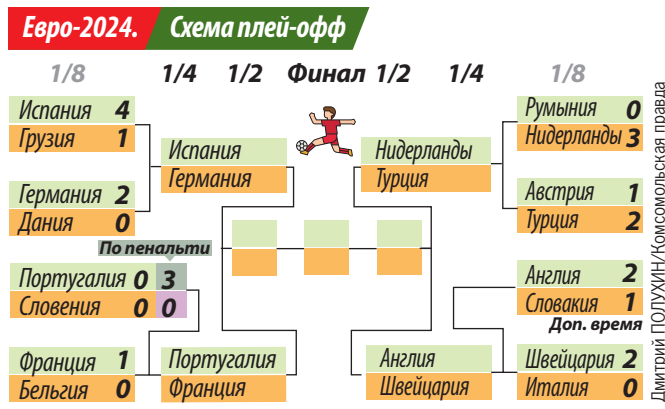 Евро-2024. Схема плей-офф
1/8 1/4 1/2 Финал 1/2 1/4 1/8
Испания 4
Грузия 1
Германия 2
Дания 0
По пенальти
Португалия 0 3
Словения 0 0
Франция 1
Бельгия 0
Испания
Германия
Португалия
Франция
Нидерланды
Турция
Англия
Швейцария
Румыния 0
Нидерланды 3
Австрия 1
Турция 2
Англия 2
Словакия 1
Доп. время
Швейцария 2
Италия 0
Дмитрий ПОЛУХИН/Комсомольская правда